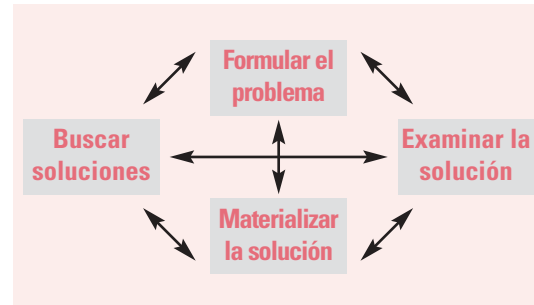 Formular el
problema
Buscar
soluciones
Examinar la
solución
Materializar
la solución